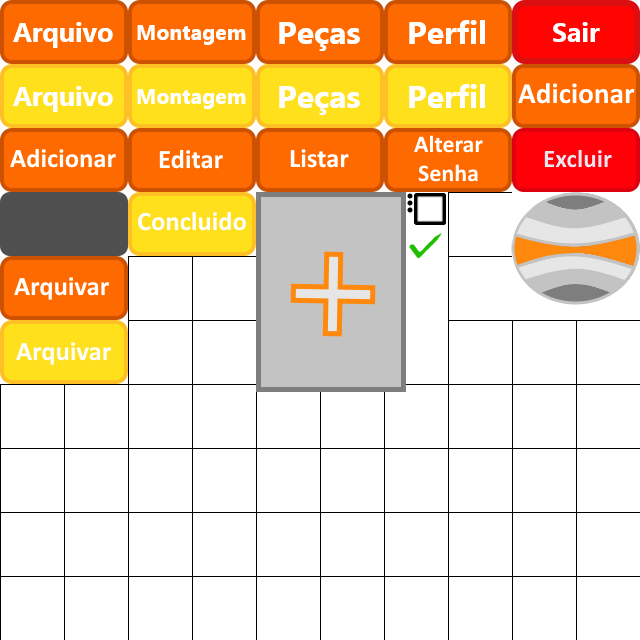 Arquivo Montagem Peças Perfil Sair
Arquivo Montagem Peças Perfil Adicionar
Adicionar Editar Listar Alterar Senha Excluir
Concluido
Arquivar
Arquivar